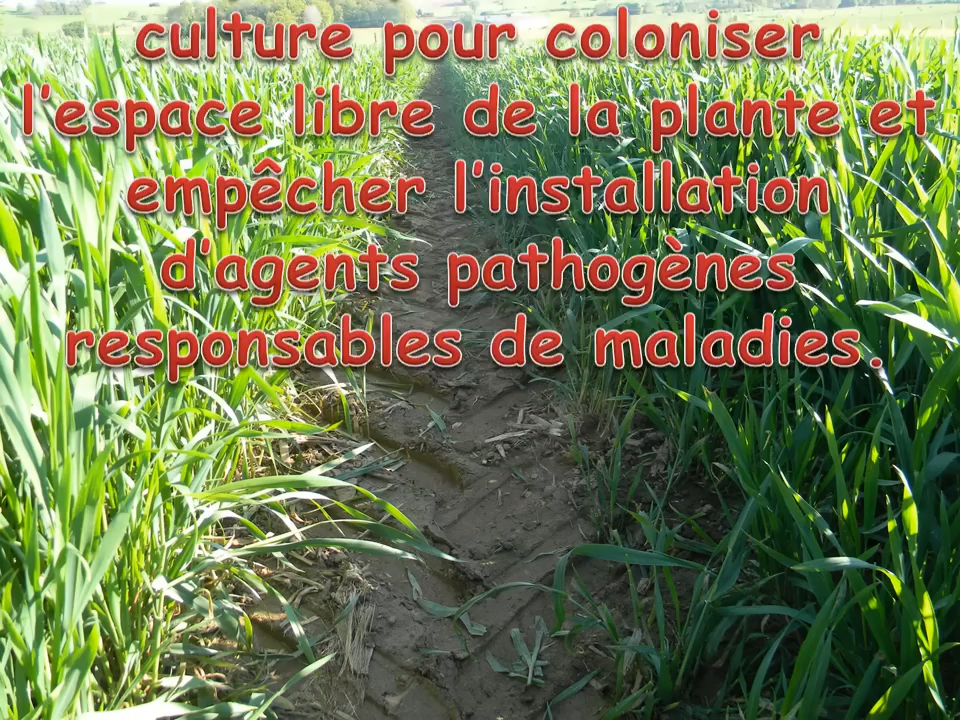 culture pour coloniser
l'espace libre de la plante et
empêcher l'installation
d'agents pathogènes
responsables de maladies.